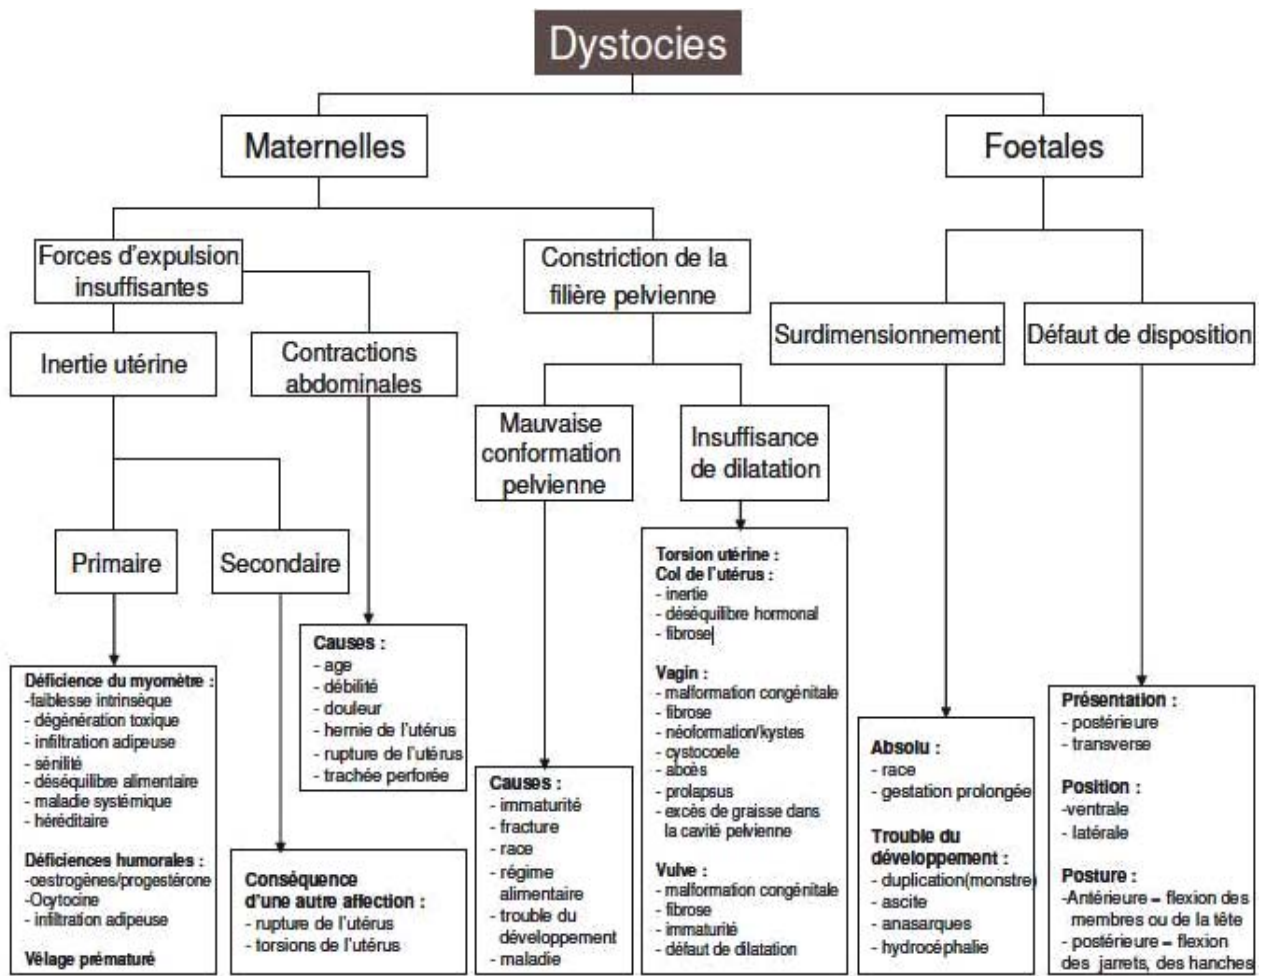 Dystocies
Maternelles
Foetales
Forces d'expulsion
insuffisantes
Constriction de la
filière pelvienne
Surdimensionnement
Défaut de disposition
Inertie utérine
Contractions
abdominales
Mauvaise
conformation
pelvienne
Insuffisance
de dilatation
Primaire
Secondaire
Déficience du myomètre :
-faiblesse intrinsèque
- dégénération toxique
- infiltration adipeuse
- sénilité
- déséquilibre alimentaire
- maladie systémique
- héréditaire
Déficiences humorales :
-oestrogènes/progestérone
-Ocytocine
- infiltration adipeuse
Vêlage prématuré
Conséquence
d'une autre affection :
- rupture de l'utérus
- torsions de l'utérus
Causes :
- age
- débilité
- douleur
- hernie de l'utérus
- rupture de l'utérus
- trachée perforée
Causes :
- immaturité
- fracture
- race
- régime
alimentaire
- trouble du
développement
- maladie
Torsion utérine :
Col de l'utérus :
- inertie
- déséquilibre hormonal
- fibrose
Vagin :
- malformation congénitale
- fibrose
- néoformation/kystes
- cystocoele
- abcès
- prolapsus
- excès de graisse dans
la cavité pelvienne
Vulve :
- malformation congénitale
- fibrose
- immaturité
- défaut de dilatation
Absolu :
- race
- gestation prolongée
Trouble du
développement :
- duplication(monstre)
- ascite
- anasarques
- hydrocéphalie
Présentation :
- postérieure
- transverse
Position :
-ventrale
- latérale
Posture :
-Antérieure = flexion des
membres ou de la tête
- postérieure = flexion
des jarrets, des hanches